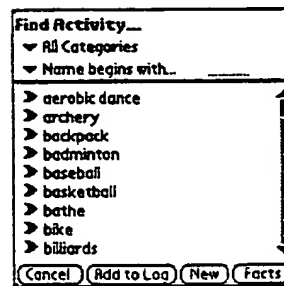 Find Activity...
All Categories
Name begins with...
aerobic dance
archery
backpack
badminton
baseball
basketball
bathe
bike
billiards
Cancel Add to Log New Facts